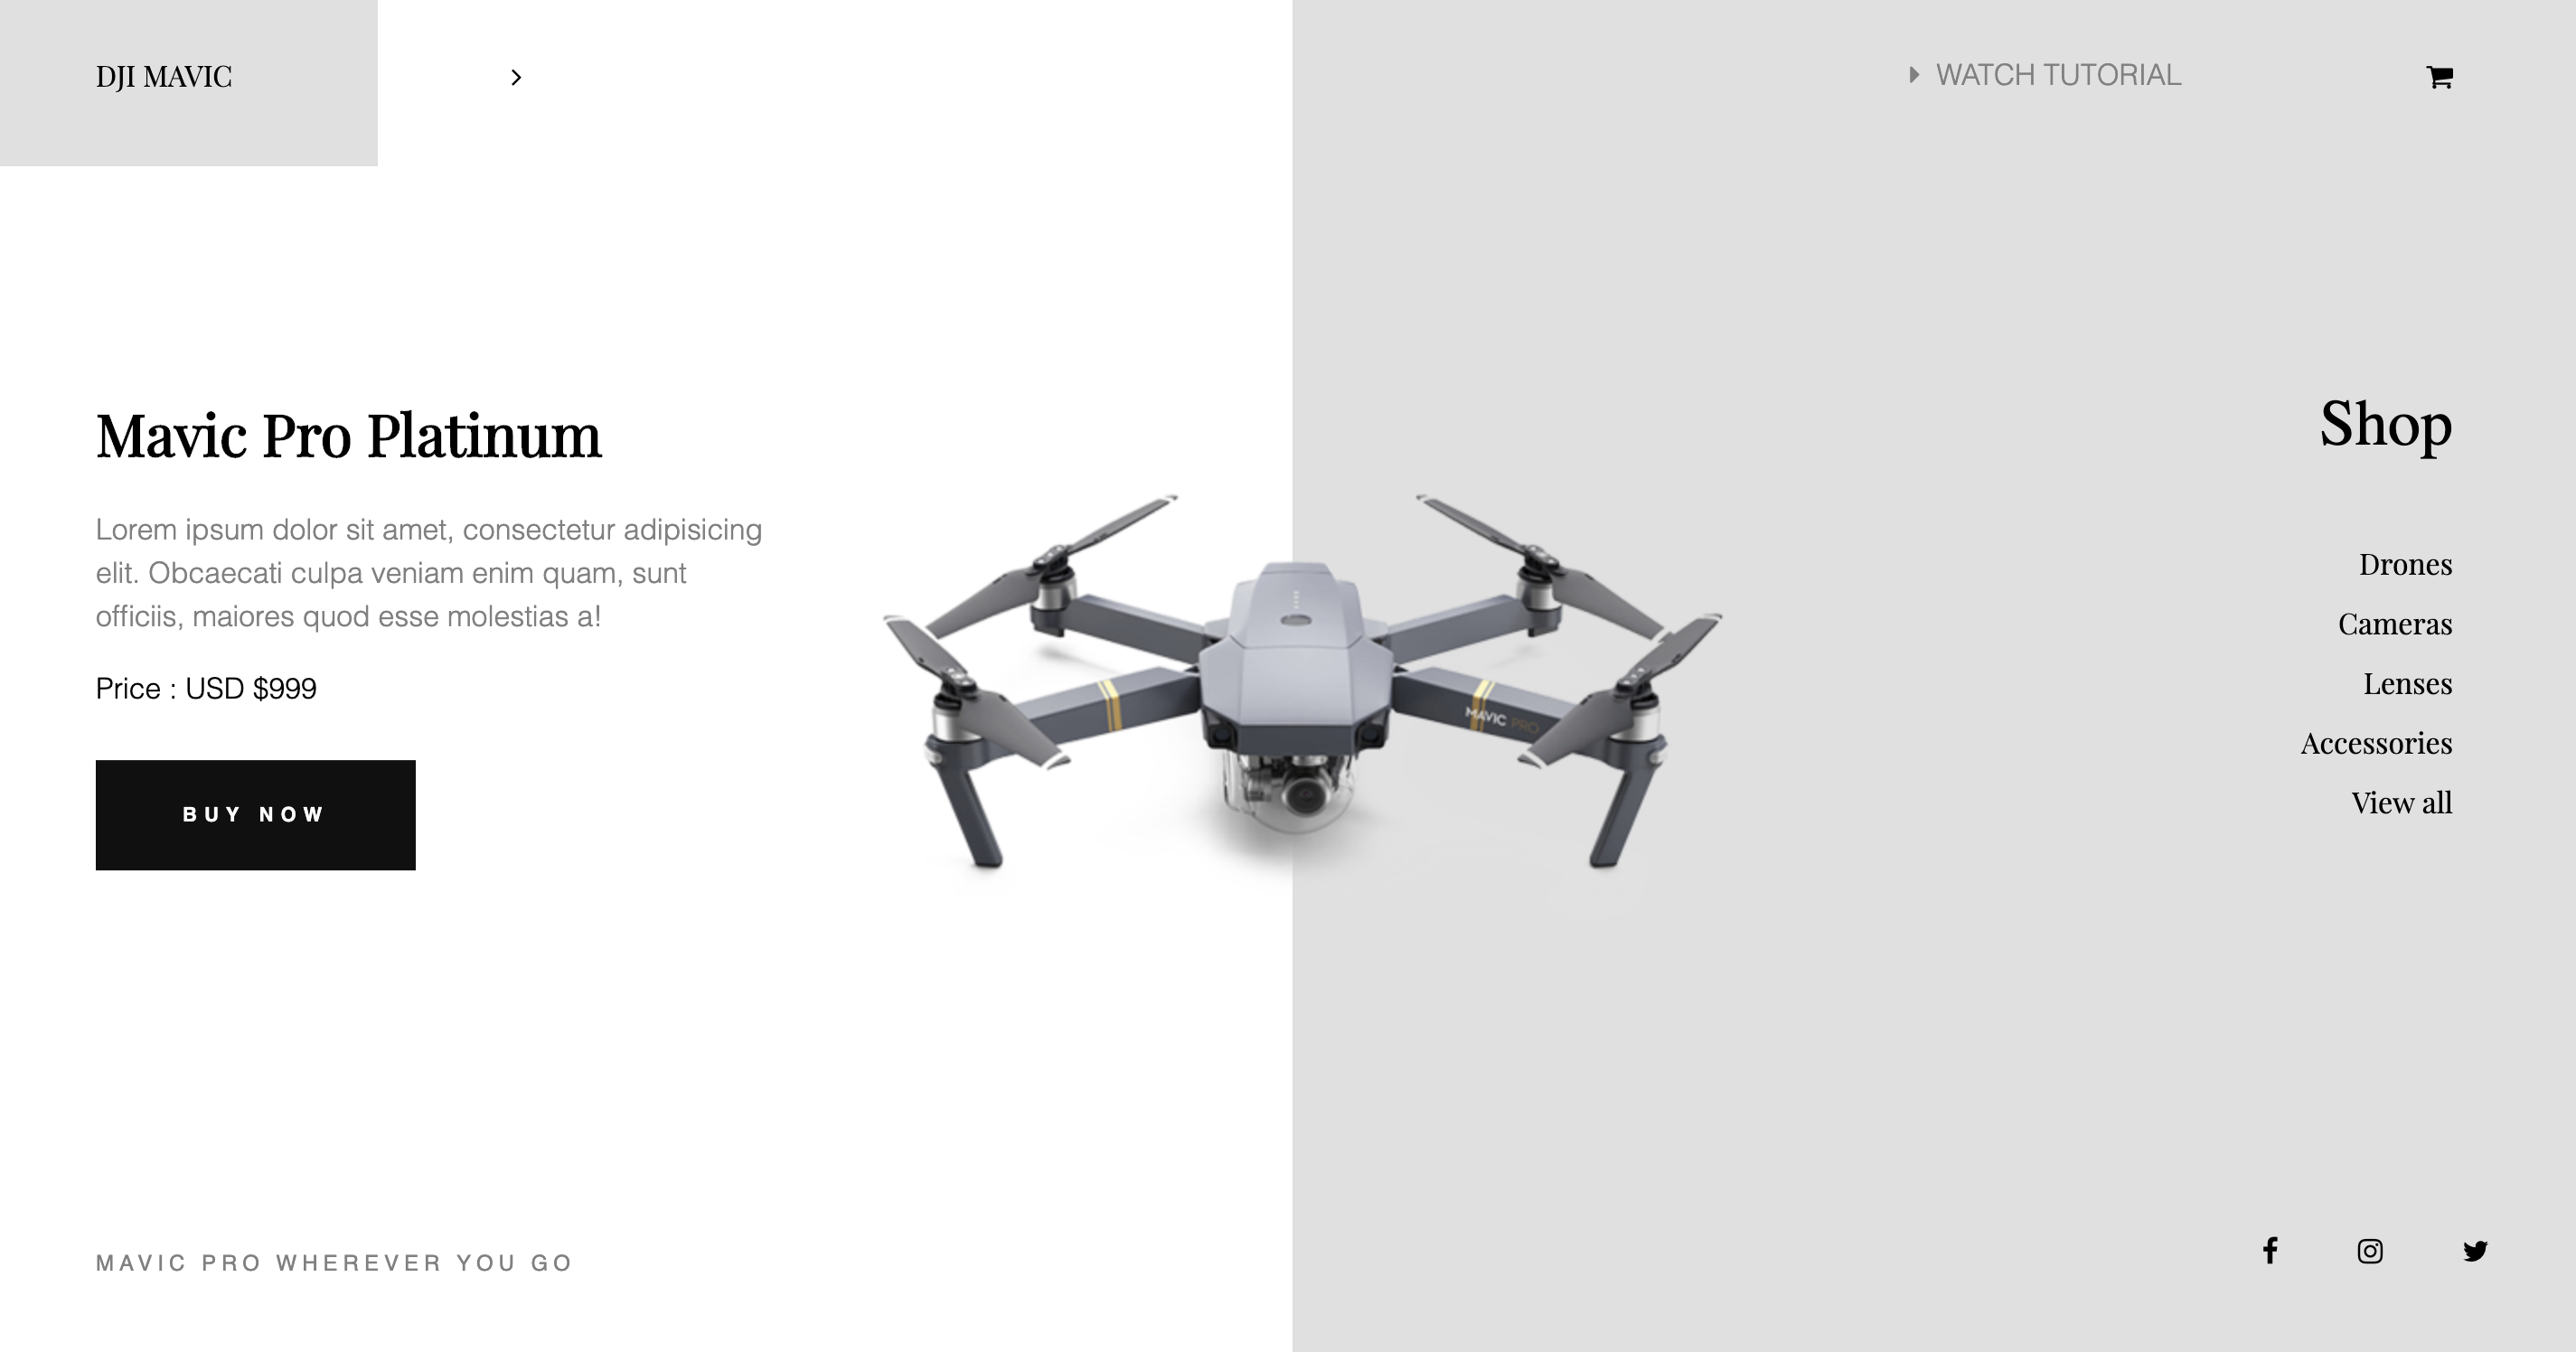 DJI MAVIC
WATCH TUTORIAL
Mavic Pro Platinum
Lorem ipsum dolor sit amet, consectetur adipisicing
elit. Obcaecati culpa veniam enim quam, sunt
officiis, maiores quod esse molestias a!
Price : USD $999
BUY NOW
MAVIC PRO
Shop
Drones
Cameras
Lenses
Accessories
View all
MAVIC PRO WHEREVER YOU GO